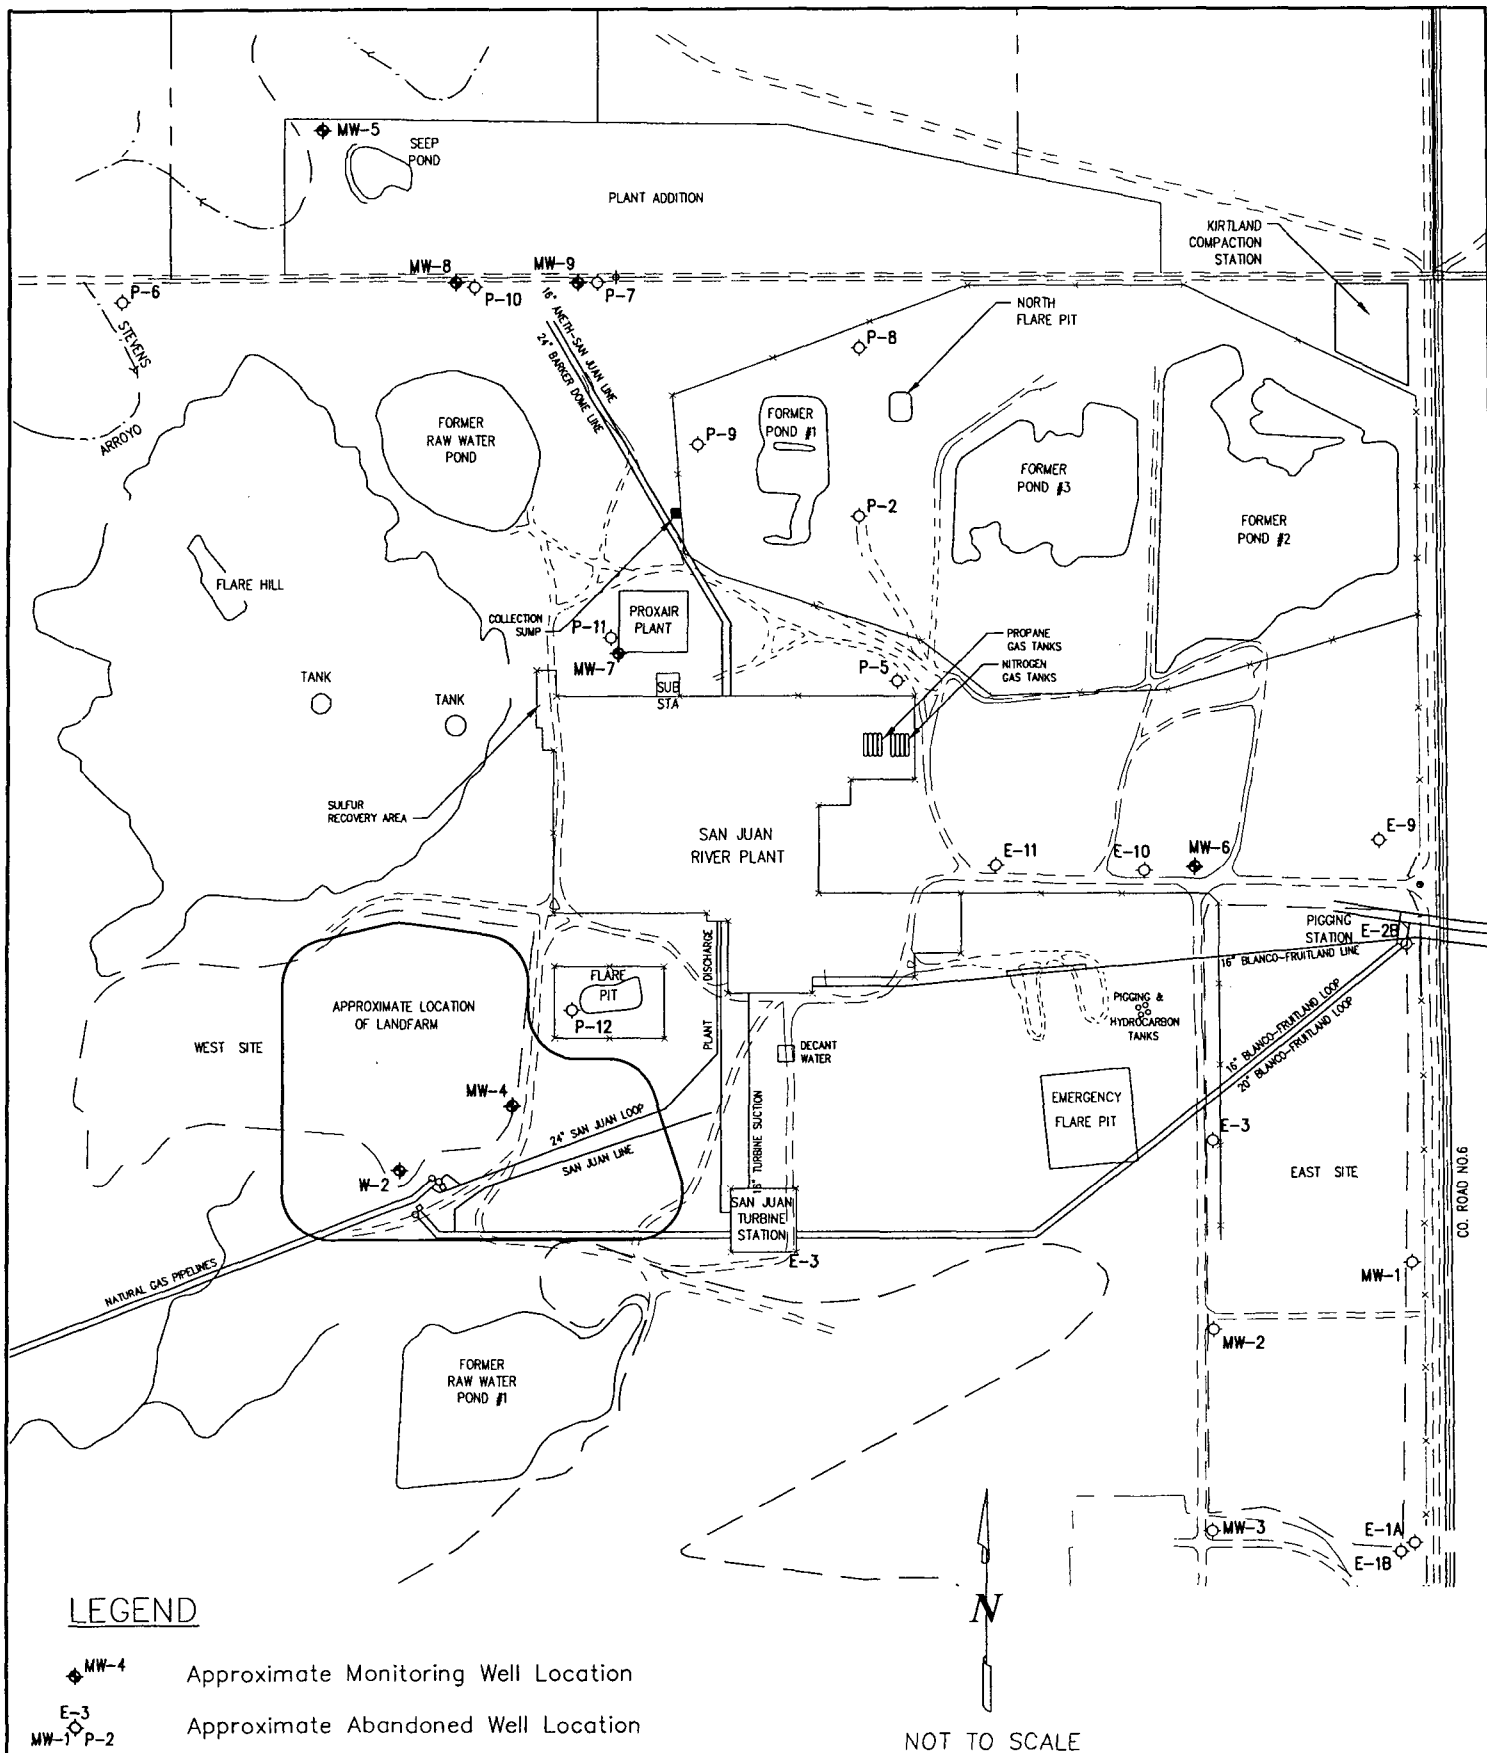 MW-5
SEEP
POND
PLANT ADDITION
KIRTLAND
COMPACTION
STATION
MW-8
MW-9
P-6
P-10
P-7
STEVENS
ARROYO
16" ANETH-SAN JUAN LINE
24" BARKER DOME LINE
NORTH
FLARE PIT
P-8
FORMER
RAW WATER
POND
P-9
FORMER
POND #1
FORMER
POND #3
P-2
FORMER
POND #2
FLARE HILL
COLLECTION
SUMP
PROXAIR
PLANT
P-11
MW-7
PROPANE
GAS TANKS
NITROGEN
GAS TANKS
P-5
SUB
STA
TANK
TANK
SULFUR
RECOVERY AREA
SAN JUAN
RIVER PLANT
E-9
E-11
E-10
MW-6
PIGGING
STATION
E-2B
16" BLANCO-FRUITLAND LINE
APPROXIMATE LOCATION
OF LANDFARM
FLARE
PIT
P-12
PLANT DISCHARGE
WEST SITE
DECANT
WATER
PIGGING &
HYDROCARBON
TANKS
16" BLANCO-FRUITLAND LOOP
20" BLANCO-FRUITLAND LOOP
MW-4
EMERGENCY
FLARE PIT
24" SAN JUAN LOOP
SAN JUAN LINE
16" TURBINE SUCTION
E-3
W-2
EAST SITE
CO. ROAD NO.6
SAN JUAN
TURBINE
STATION
E-3
NATURAL GAS PIPELINES
MW-1
MW-2
FORMER
RAW WATER
POND #1
MW-3
E-1A
E-1B
LEGEND
N
MW-4
Approximate Monitoring Well Location
E-3
MW-1 P-2
Approximate Abandoned Well Location
NOT TO SCALE